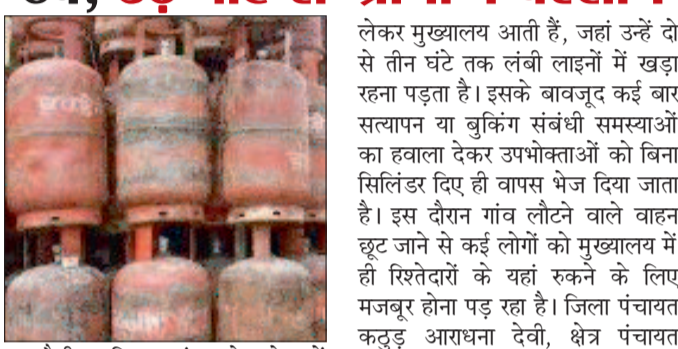 लेकर मुख्यालय आती हैं, जहां उन्हें दो
से तीन घंटे तक लंबी लाइनों में खड़ा
रहना पड़ता है। इसके बावजूद कई बार
सत्यापन या बुकिंग संबंधी समस्याओं
का हवाला देकर उपभोक्ताओं को बिना
सिलिंडर दिए ही वापस भेज दिया जाता
है। इस दौरान गांव लौटने वाले वाहन
छूट जाने से कई लोगों को मुख्यालय में
ही रिश्तेदारों के यहां रुकने के लिए
मजबूर होना पड़ रहा है। जिला पंचायत
कठुड़ आराधना देवी, क्षेत्र पंचायत